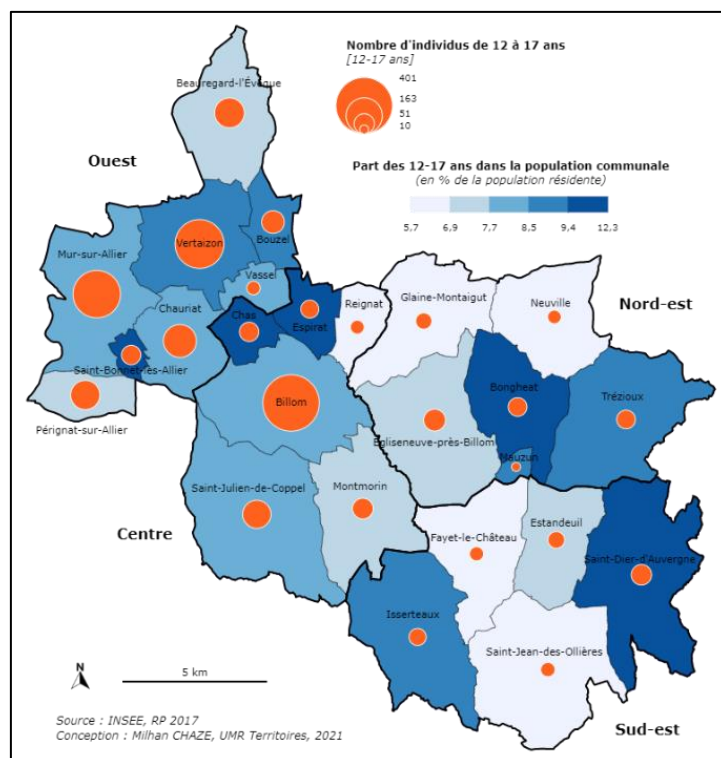 Nombre d'individus de 12 à 17 ans
[12-17 ans]
401
163
51
10
Part des 12-17 ans dans la population communale
(en % de la population résidente)
5.7 6.9 7.7 8.5 9.4 12.3
Beauregard-l'Évêque
Ouest
Vertaizon
Bouzel
Mur-sur-Allier
Vassel
Chauriat
Chas
Espirat
Reignat
Glaine-Montaigut
Neuville
Nord-est
Saint-Bonnet-lès-Allier
Pérignat-sur-Allier
Billom
Bongheat
Trézioux
Égliseneuve-près-Billom
Mauzun
Saint-Julien-de-Coppel
Montmorin
Centre
Fayet-le-Château
Estandeuil
Saint-Dier-d'Auvergne
Isserteaux
Saint-Jean-des-Ollières
Sud-est
N
5 km
Source : INSEE, RP 2017
Conception : Milhan CHAZE, UMR Territoires, 2021